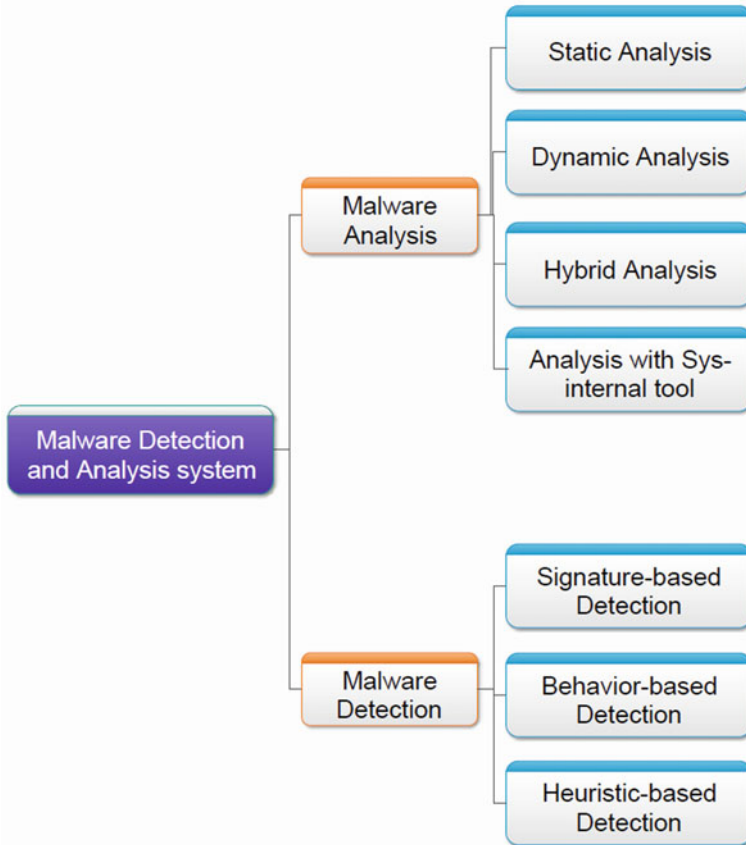 Static Analysis
Dynamic Analysis
Malware
Analysis
Hybrid Analysis
Analysis with Sys-
internal tool
Malware Detection
and Analysis system
Signature-based
Detection
Malware
Detection
Behavior-based
Detection
Heuristic-based
Detection